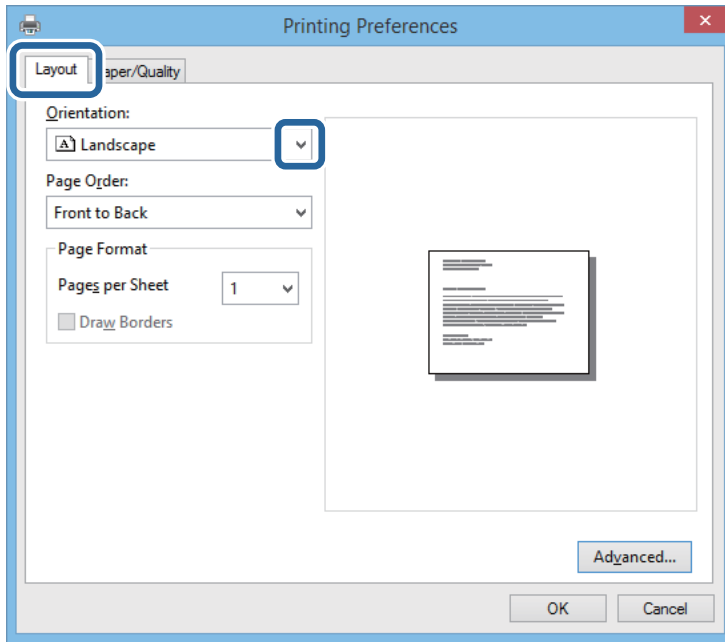 Printing Preferences
Layout
aper/Quality
Orientation:
Landscape
Page Order:
Front to Back
Page Format
Pages per Sheet 1
Draw Borders
Advanced...
OK Cancel